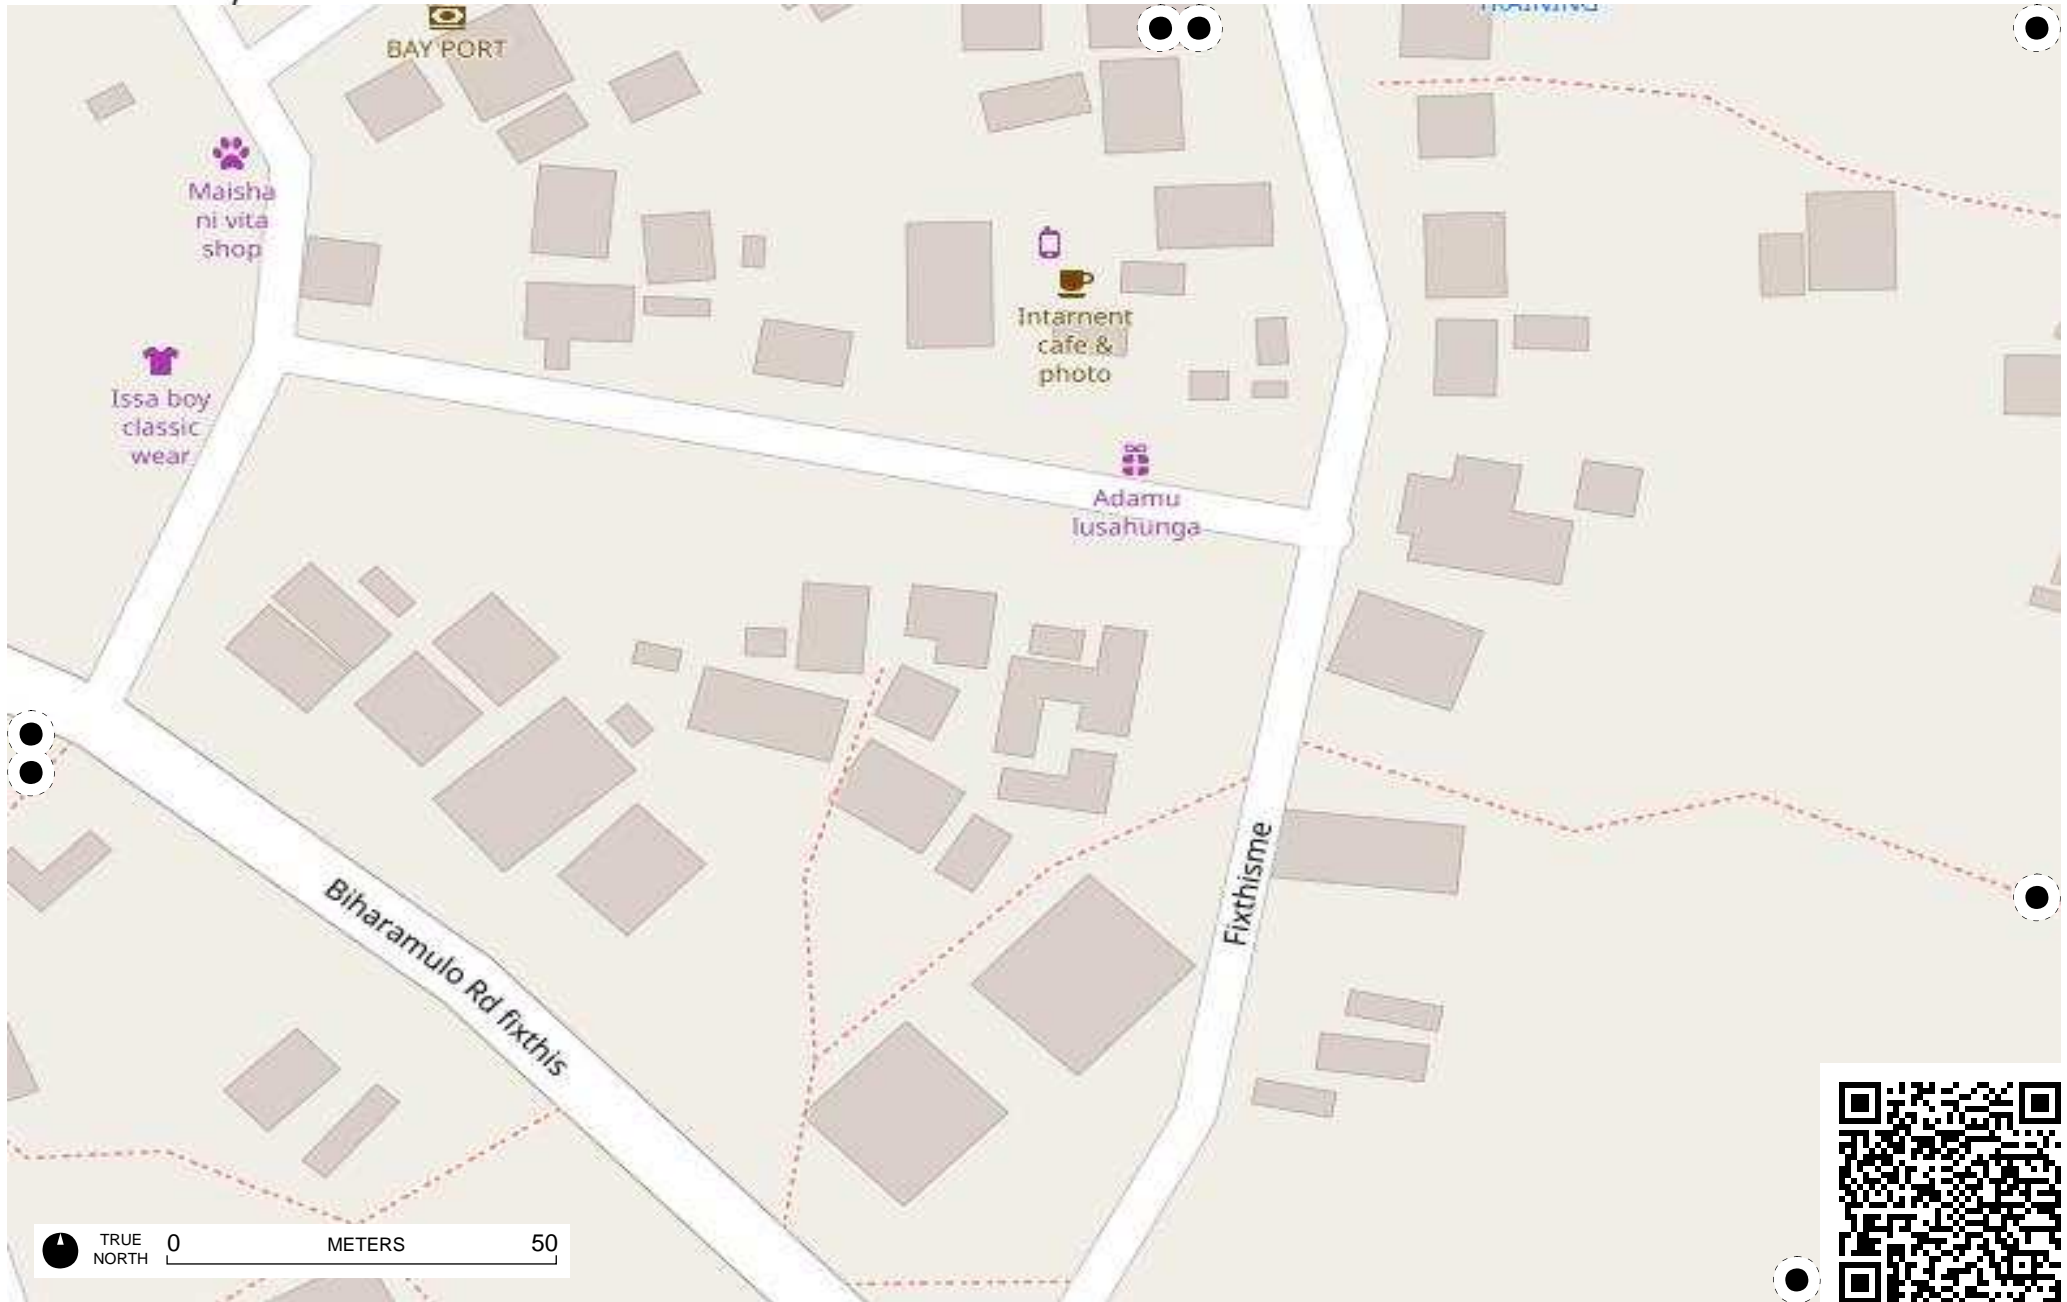 TRAINING
BAY PORT
Maisha
ni vita
shop
Intarnent
cafe &
photo
Issa boy
classic
wear
Adamu
lusahunga
Fixthisme
Biharamulo Rd fixthis
TRUE
NORTH
0
METERS
50